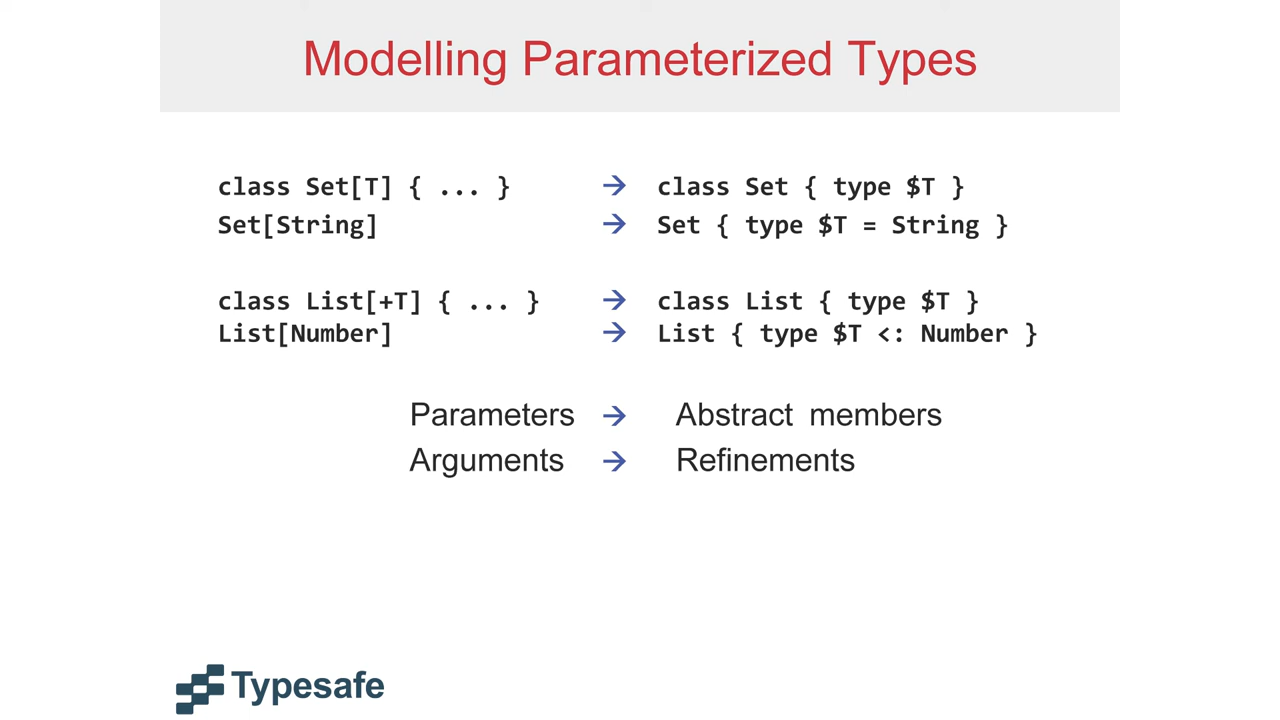 Modelling Parameterized Types
class Set[T] { ... } → class Set { type $T }
Set[String] → Set { type $T = String }
class List[+T] { ... } → class List { type $T }
List[Number] → List { type $T <: Number }
Parameters → Abstract members
Arguments → Refinements
Typesafe